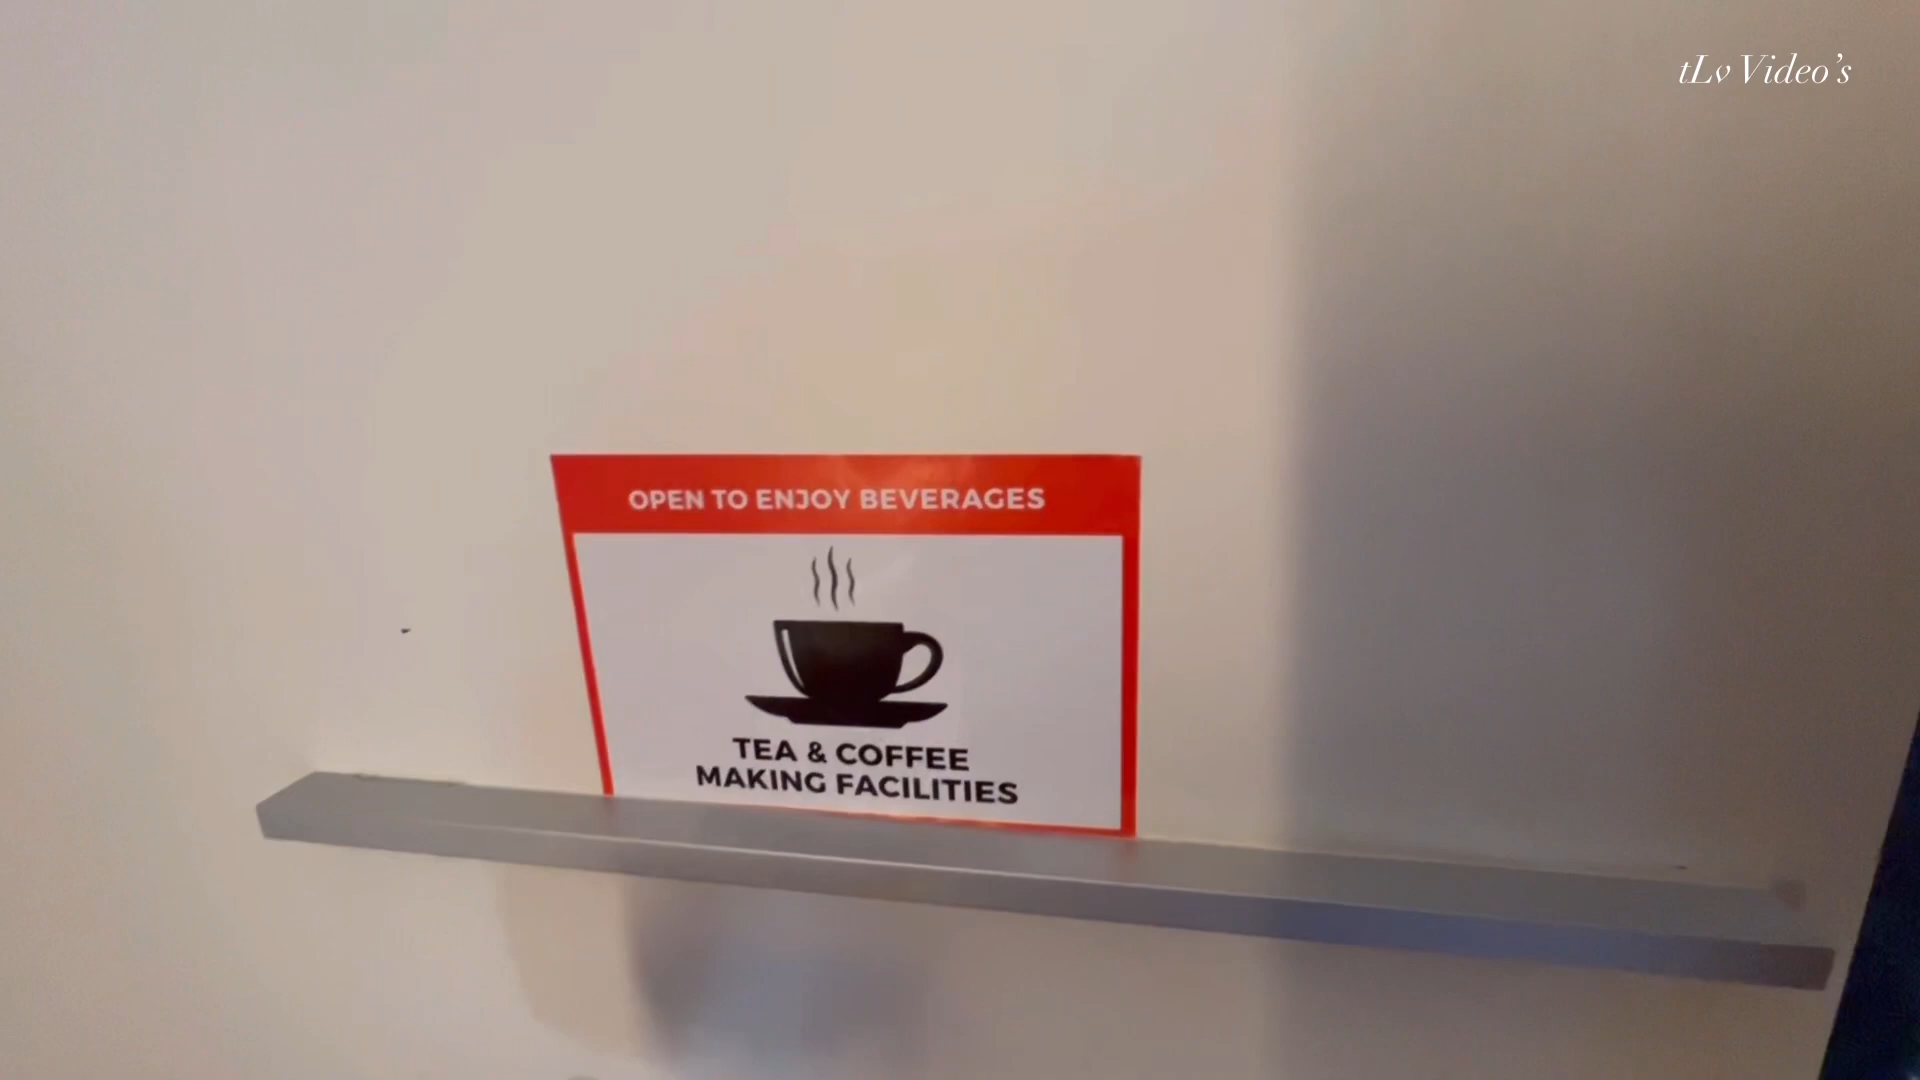 tLv Video's
OPEN TO ENJOY BEVERAGES
TEA & COFFEE
MAKING FACILITIES